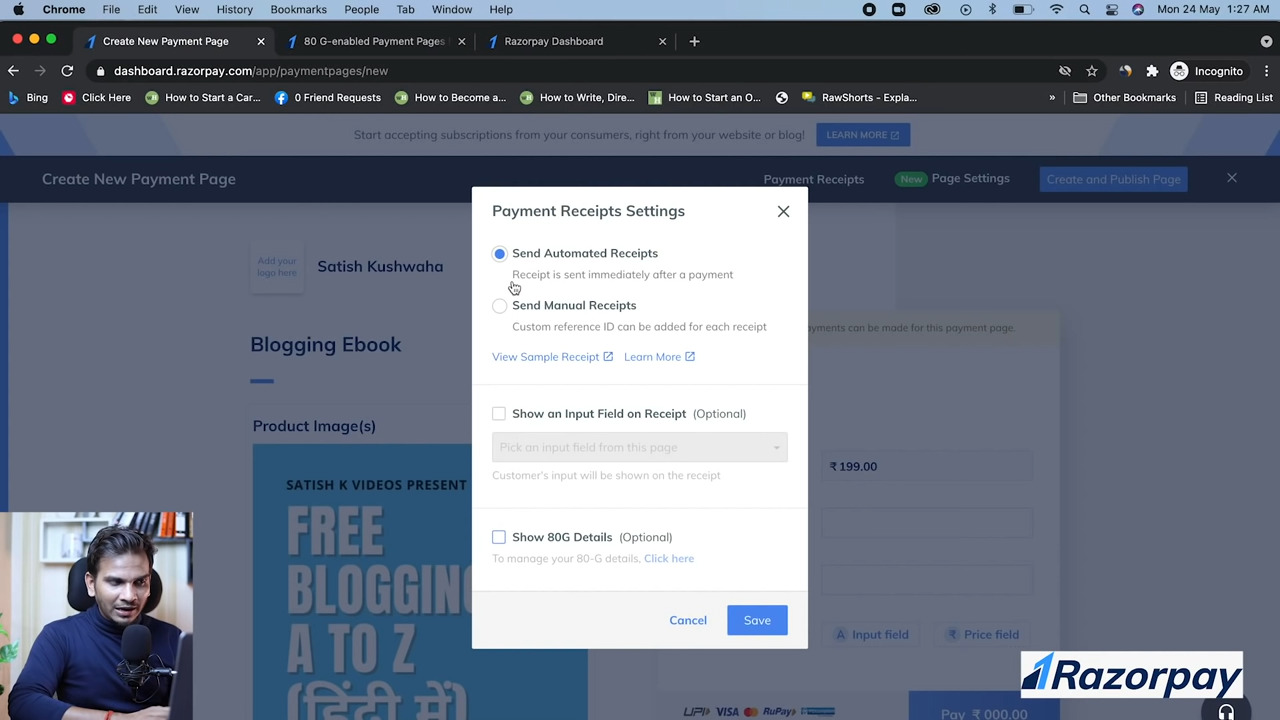 Chrome File Edit View History Bookmarks People Tab Window Help Mon 24 May 1:27 AM
Create New Payment Page 80 G-enabled Payment Pages Razorpay Dashboard
dashboard.razorpay.com/app/paymentpages/new Incognito
Bing Click Here How to Start a Car... 0 Friend Requests How to Become a... How to Write, Dire... How to Start an O... RawShorts - Expla... » Other Bookmarks Reading List
Start accepting subscriptions from your consumers, right from your website or blog! LEARN MORE
Create New Payment Page Payment Receipts New Page Settings Create and Publish Page
Payment Receipts Settings
Send Automated Receipts
Receipt is sent immediately after a payment
Send Manual Receipts
Custom reference ID can be added for each receipt
View Sample Receipt Learn More
Show an Input Field on Receipt (Optional)
Pick an input field from this page
Customer's input will be shown on the receipt
Show 80G Details (Optional)
To manage your 80-G details, Click here
Cancel Save
Add your
logo here
Satish Kushwaha
Blogging Ebook
Product Image(s)
SATISH K VIDEOS PRESENT
FREE
BLOGGING
A TO Z
(हिंदी में)
ayments can be made for this payment page.
₹ 199.00
Input field ₹ Price field
UPI VISA RuPay
Pay ₹ 000.00
Razorpay